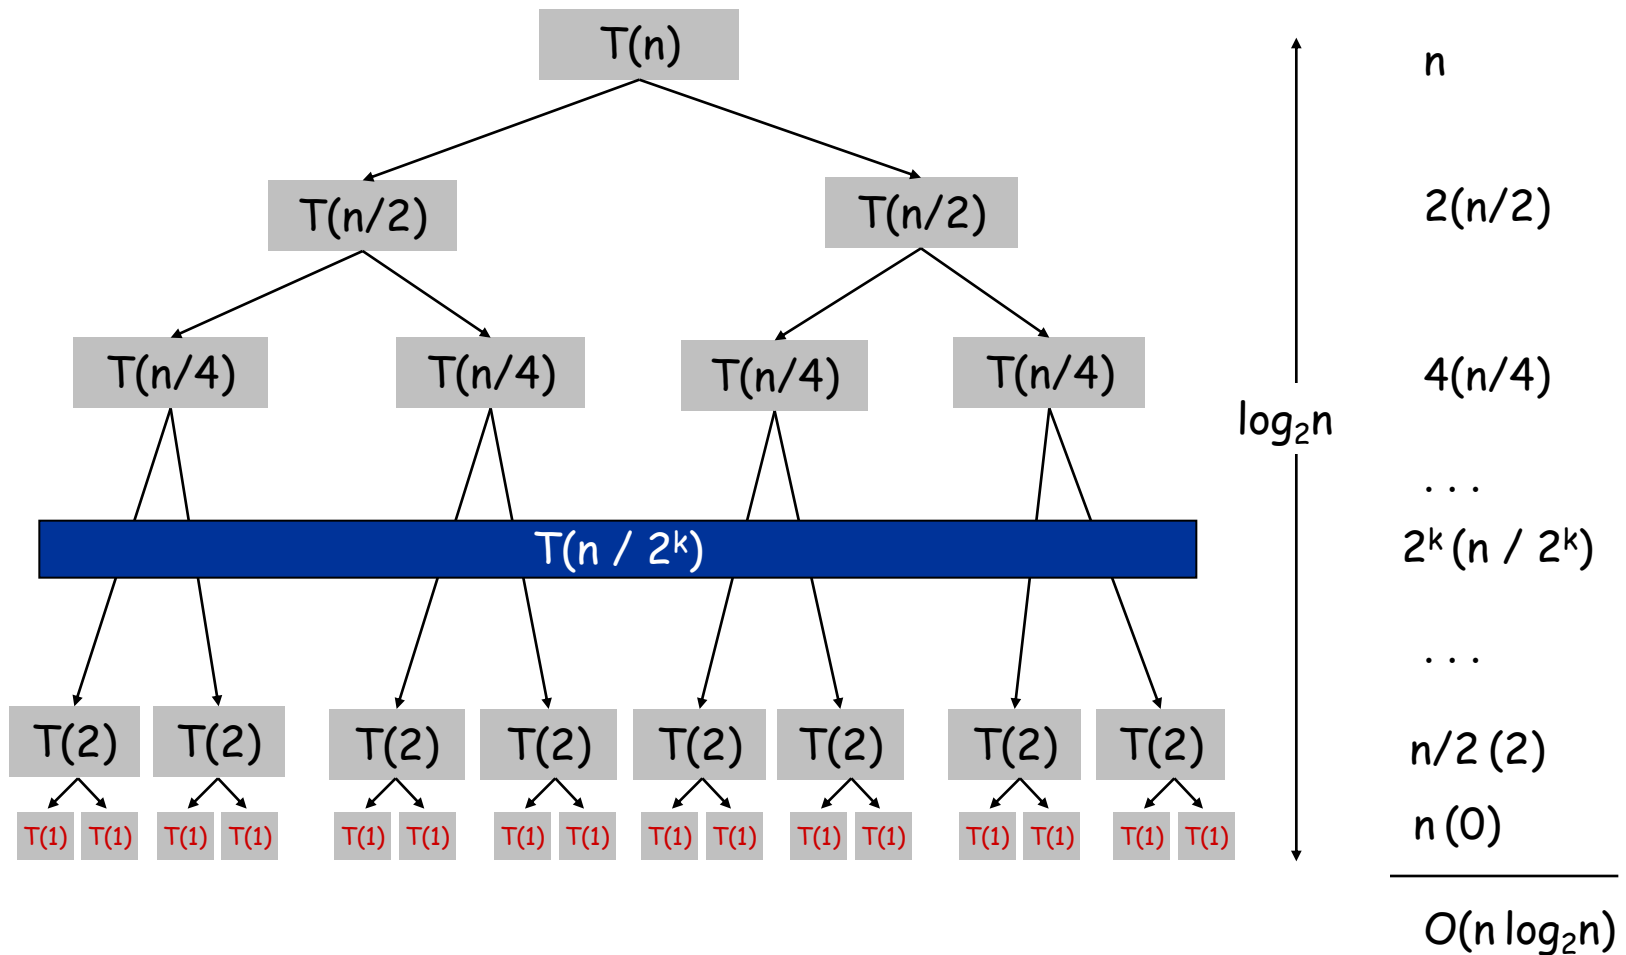 T(n)
n
T(n/2) T(n/2)
2(n/2)
T(n/4) T(n/4) T(n/4) T(n/4)
4(n/4)
log₂n
. . .
T(n / 2ᵏ)
2ᵏ (n / 2ᵏ)
. . .
T(2) T(2) T(2) T(2) T(2) T(2) T(2) T(2)
n/2 (2)
T(1) T(1) T(1) T(1) T(1) T(1) T(1) T(1) T(1) T(1) T(1) T(1) T(1) T(1) T(1) T(1)
n (0)
O(n log₂n)